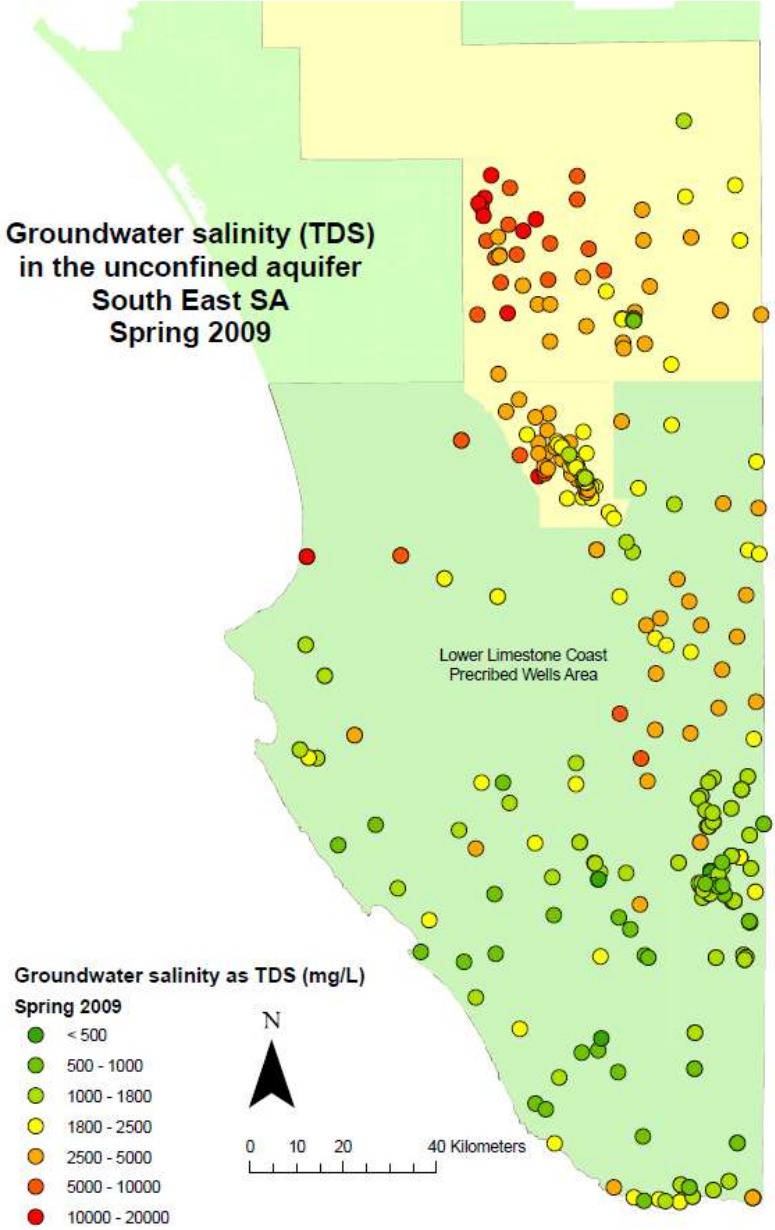 Groundwater salinity (TDS)
in the unconfined aquifer
South East SA
Spring 2009
Lower Limestone Coast
Precribed Wells Area
Groundwater salinity as TDS (mg/L)
Spring 2009
< 500
500 - 1000
1000 - 1800
1800 - 2500
2500 - 5000
5000 - 10000
10000 - 20000
N
0 10 20 40 Kilometers